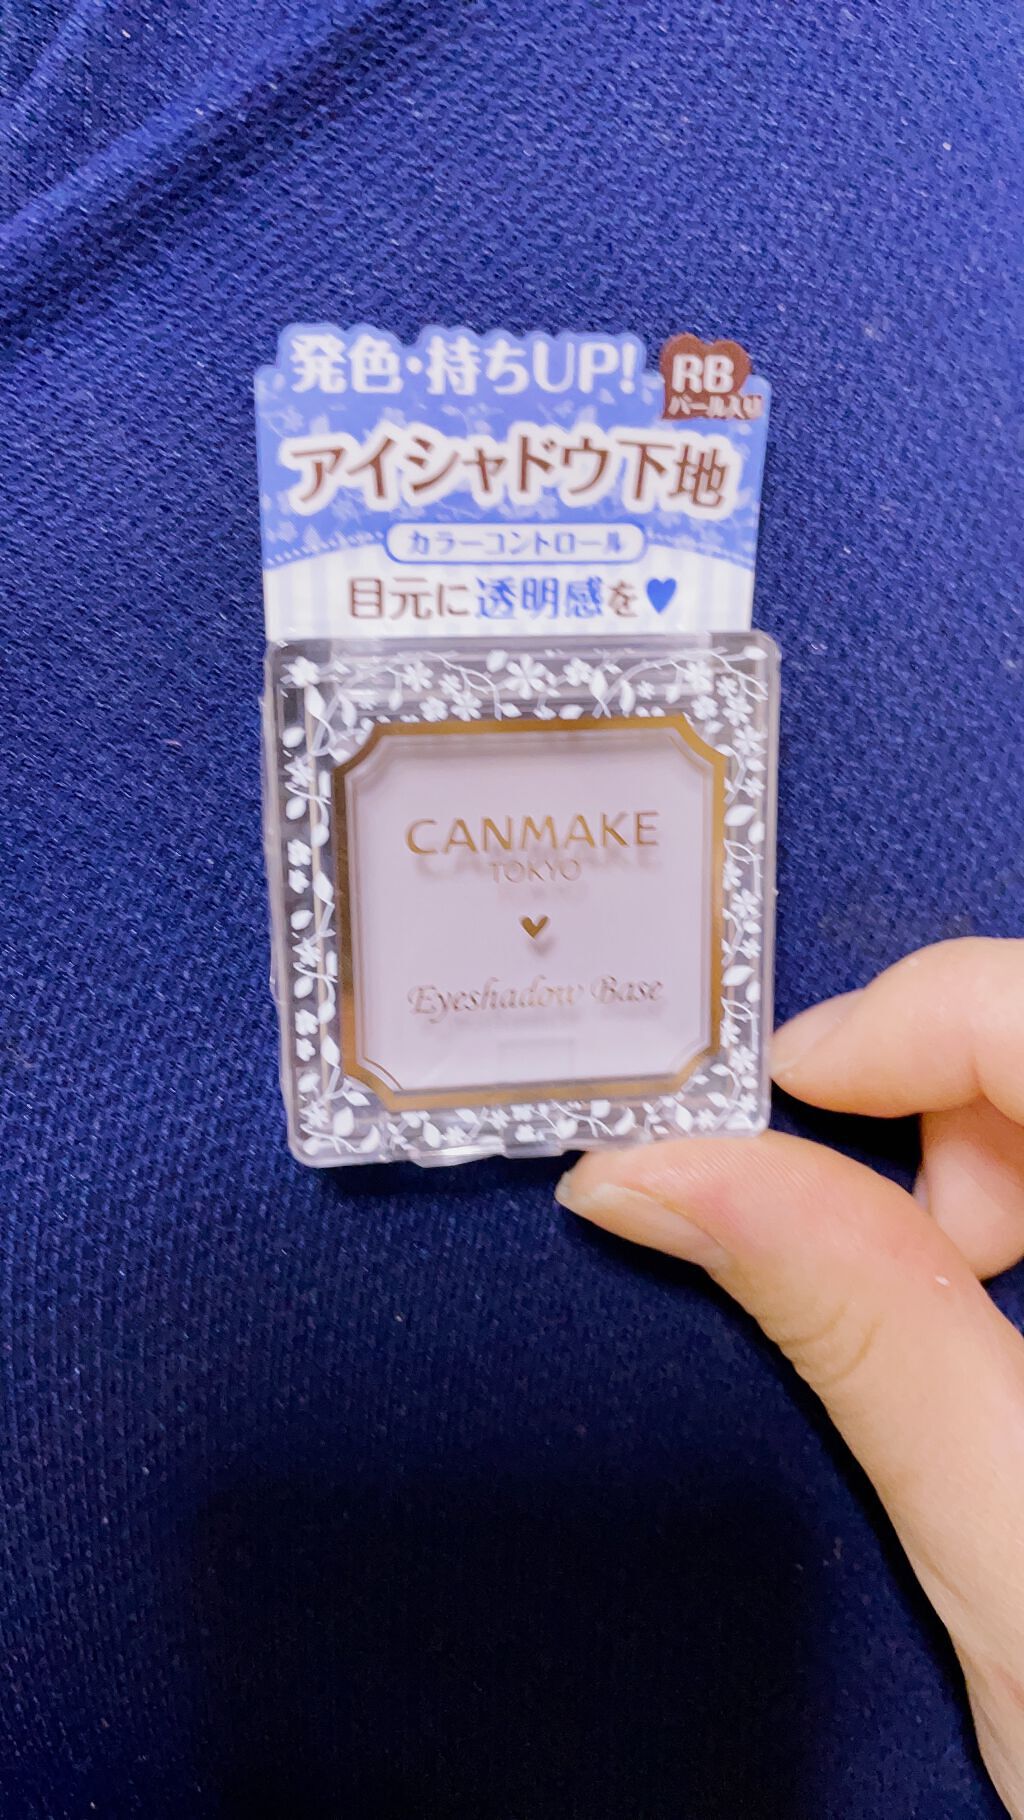 発色・持ちUP!
RB
パール入り
アイシャドウ下地
カラーコントロール
目元に透明感を♥
CANMAKE
TOKYO
Eyeshadow Base